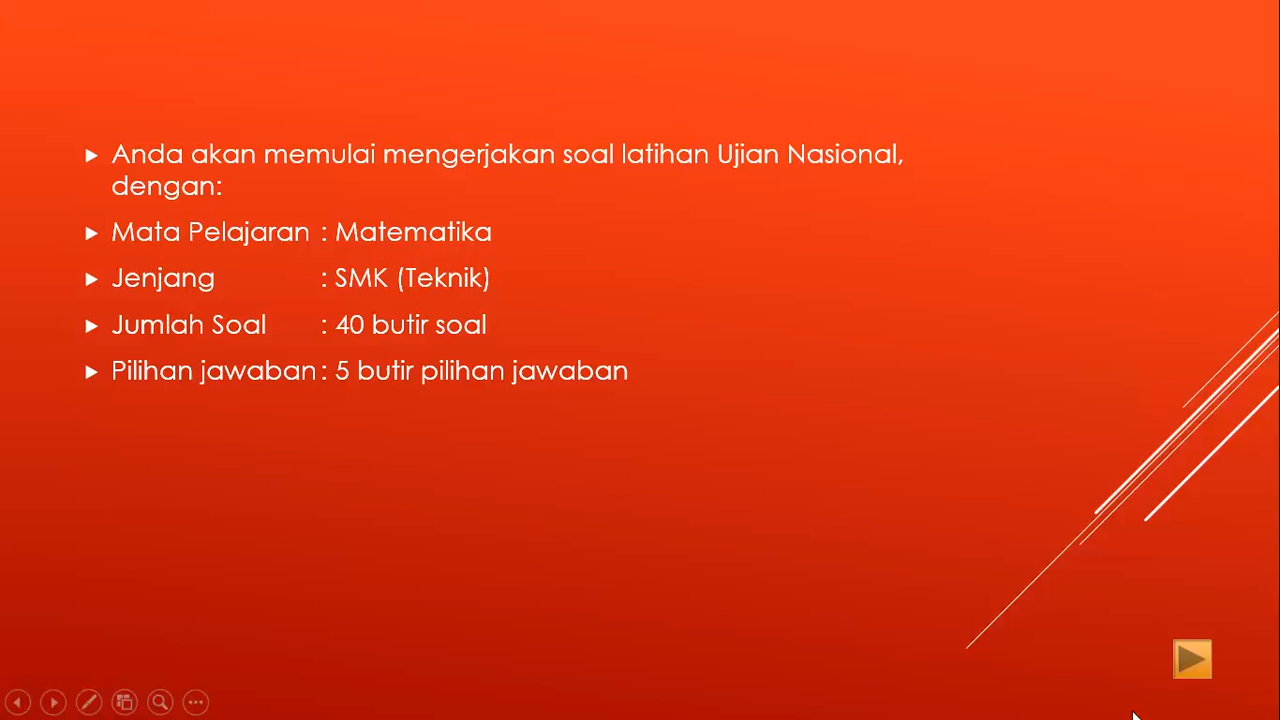 Anda akan memulai mengerjakan soal latihan Ujian Nasional,
dengan:
Mata Pelajaran : Matematika
Jenjang : SMK (Teknik)
Jumlah Soal : 40 butir soal
Pilihan jawaban : 5 butir pilihan jawaban